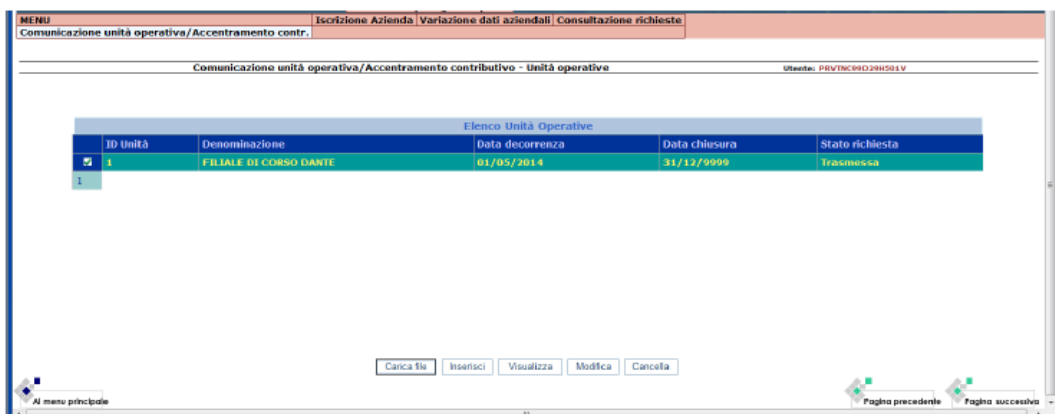 MENU Iscrizione Azienda Variazione dati aziendali Consultazione richieste
Comunicazione unità operativa/Accentramento contr.
Comunicazione unità operativa/Accentramento contributivo - Unità operative Utente: PRVTNC99D29H501V
Elenco Unità Operative
ID Unità Denominazione Data decorrenza Data chiusura Stato richiesta
1 FILIALE DI CORSO DANTE 01/05/2014 31/12/9999 Trasmessa
1
Carica file Inserisci Visualizza Modifica Cancella
Al menu principale Pagina precedente Pagina successiva